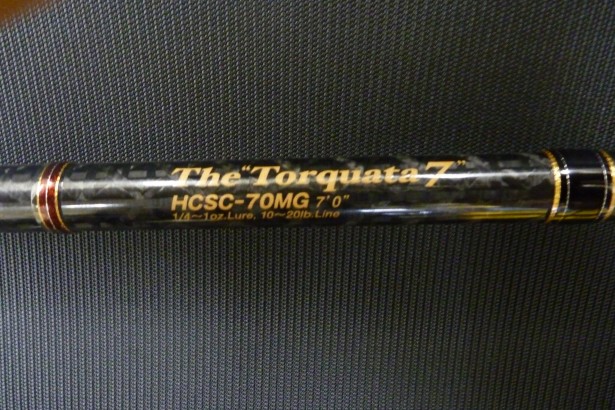 The "Torquata 7"
HCSC-70MG 7'0"
1/4～1oz.Lure, 10～20lb.Line